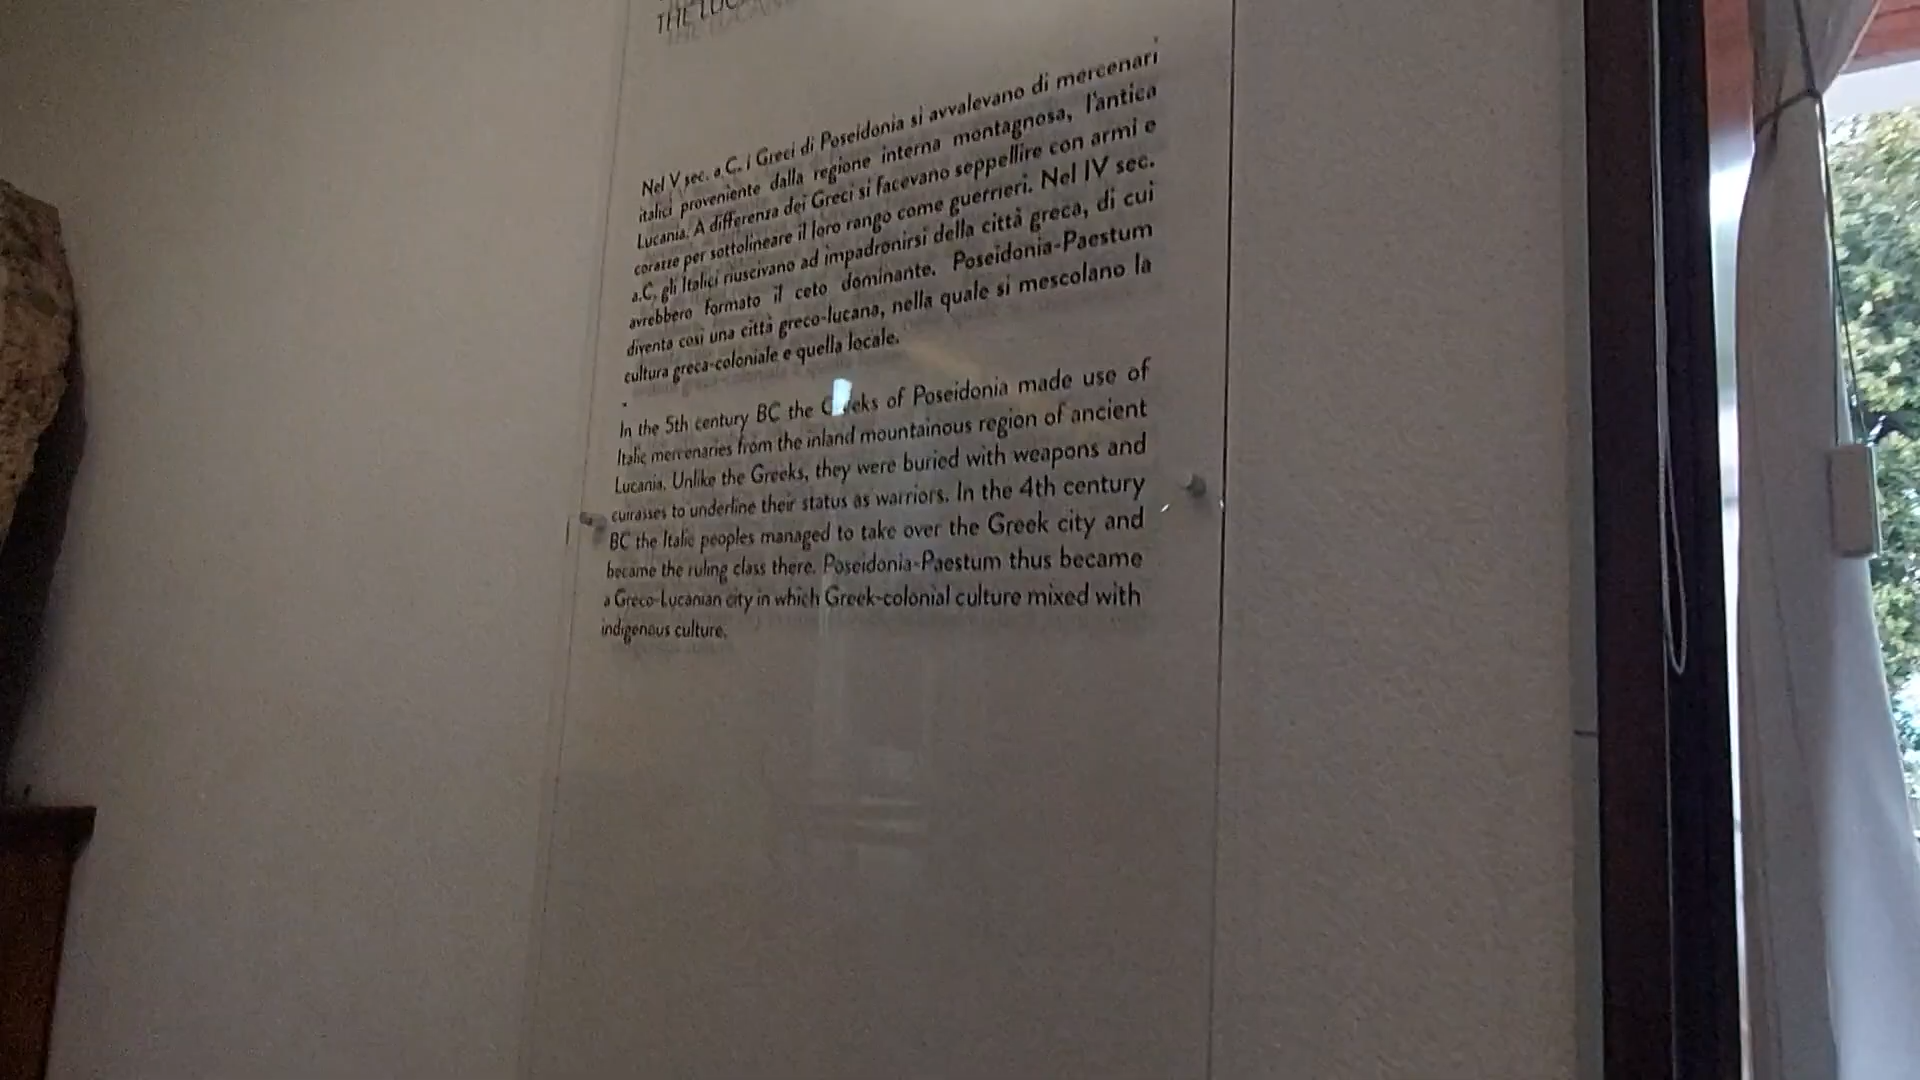 THE LUC
Nel V sec. a.C. i Greci di Poseidonia si avvalevano di mercenari
italici proveniente dalla regione interna montagnosa, l'antica
Lucania. A differenza dei Greci si facevano seppellire con armi e
corazze per sottolineare il loro rango come guerrieri. Nel IV sec.
a.C. gli Italici riuscivano ad impadronirsi della città greca, di cui
avrebbero formato il ceto dominante. Poseidonia-Paestum
diventa così una città greco-lucana, nella quale si mescolano la
cultura greca-coloniale e quella locale.
In the 5th century BC the Greeks of Poseidonia made use of
Italic mercenaries from the inland mountainous region of ancient
Lucania. Unlike the Greeks, they were buried with weapons and
cuirasses to underline their status as warriors. In the 4th century
BC the Italic peoples managed to take over the Greek city and
became the ruling class there. Poseidonia-Paestum thus became
a Greco-Lucanian city in which Greek-colonial culture mixed with
indigenous culture.